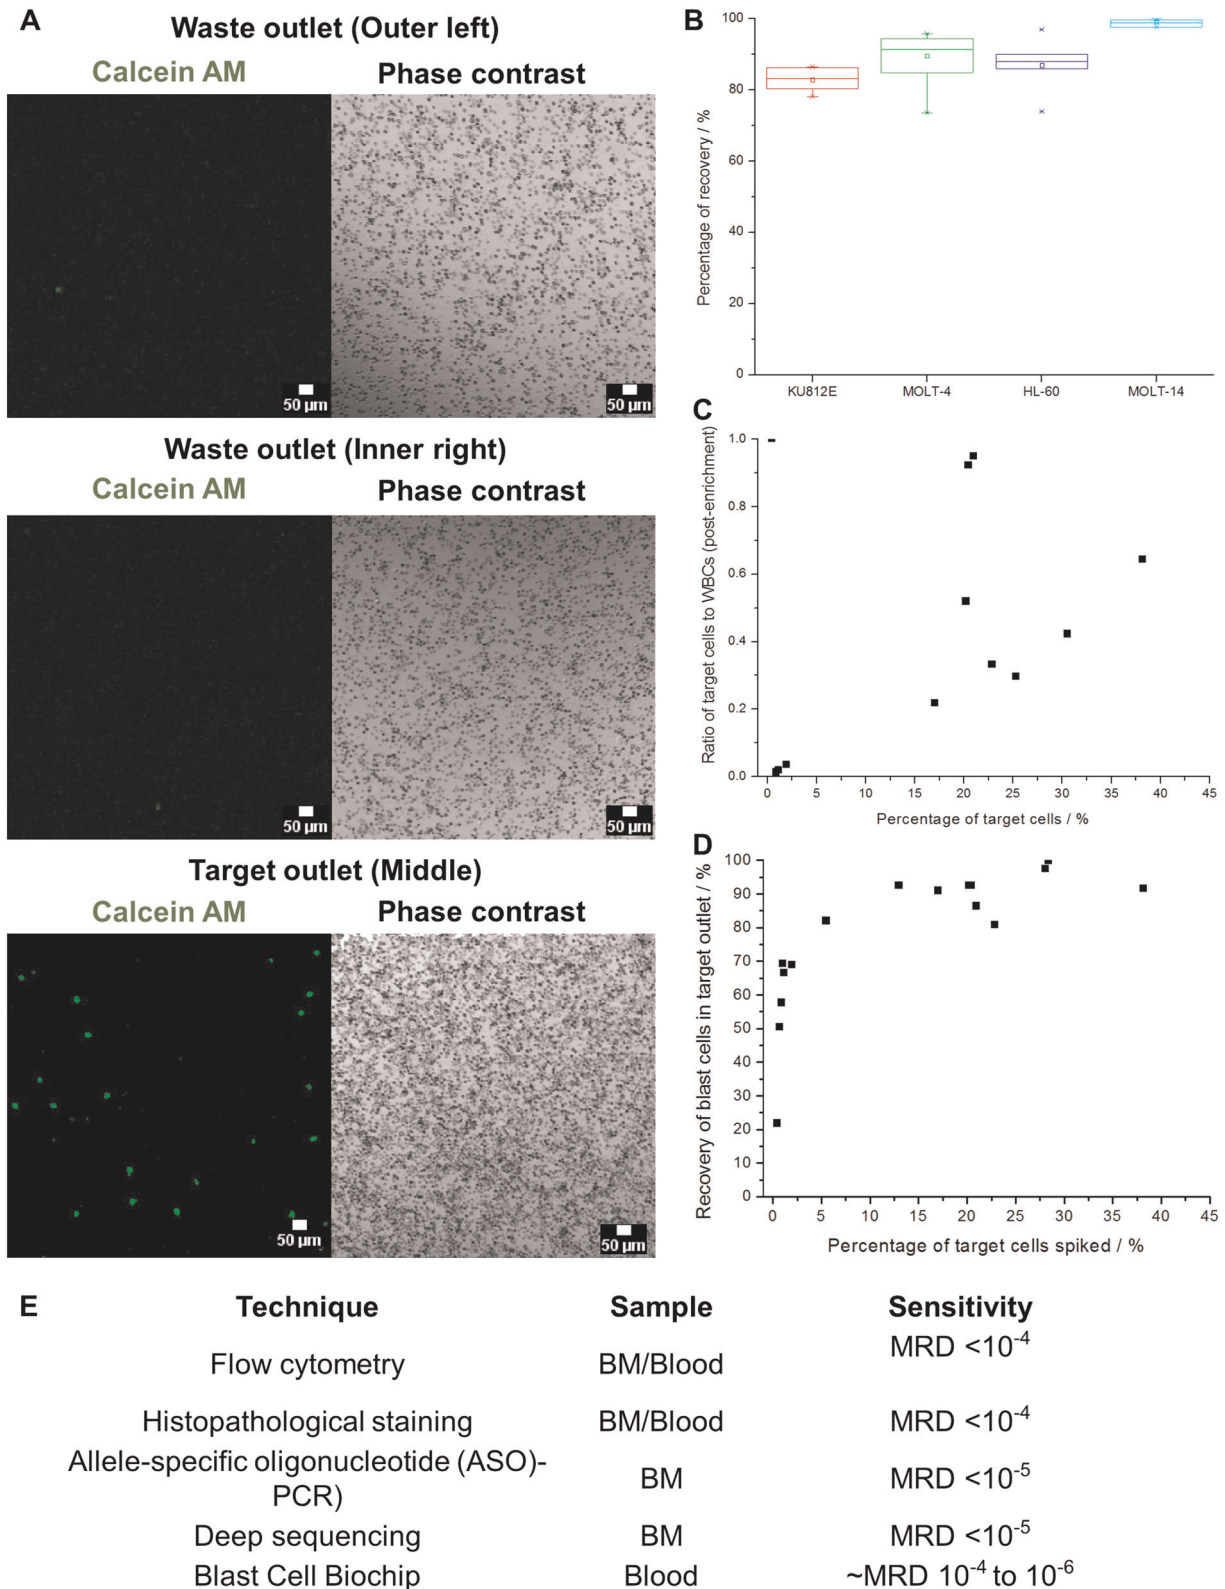 A
Waste outlet (Outer left)
Calcein AM
Phase contrast
50 µm
50 µm
Waste outlet (Inner right)
Calcein AM
Phase contrast
50 µm
50 µm
Target outlet (Middle)
Calcein AM
Phase contrast
50 µm
50 µm
B
Percentage of recovery / %
100
80
60
40
20
0
KU812E
MOLT-4
HL-60
MOLT-14
C
Ratio of target cells to WBCs (post-enrichment)
1.0
0.8
0.6
0.4
0.2
0.0
0 5 10 15 20 25 30 35 40 45
Percentage of target cells / %
D
Recovery of blast cells in target outlet / %
100
90
80
70
60
50
40
30
20
10
0
0 5 10 15 20 25 30 35 40 45
Percentage of target cells spiked / %
E
Technique Sample Sensitivity
Flow cytometry BM/Blood MRD <10⁻⁴
Histopathological staining BM/Blood MRD <10⁻⁴
Allele-specific oligonucleotide (ASO)-
PCR) BM MRD <10⁻⁵
Deep sequencing BM MRD <10⁻⁵
Blast Cell Biochip Blood ~MRD 10⁻⁴ to 10⁻⁶